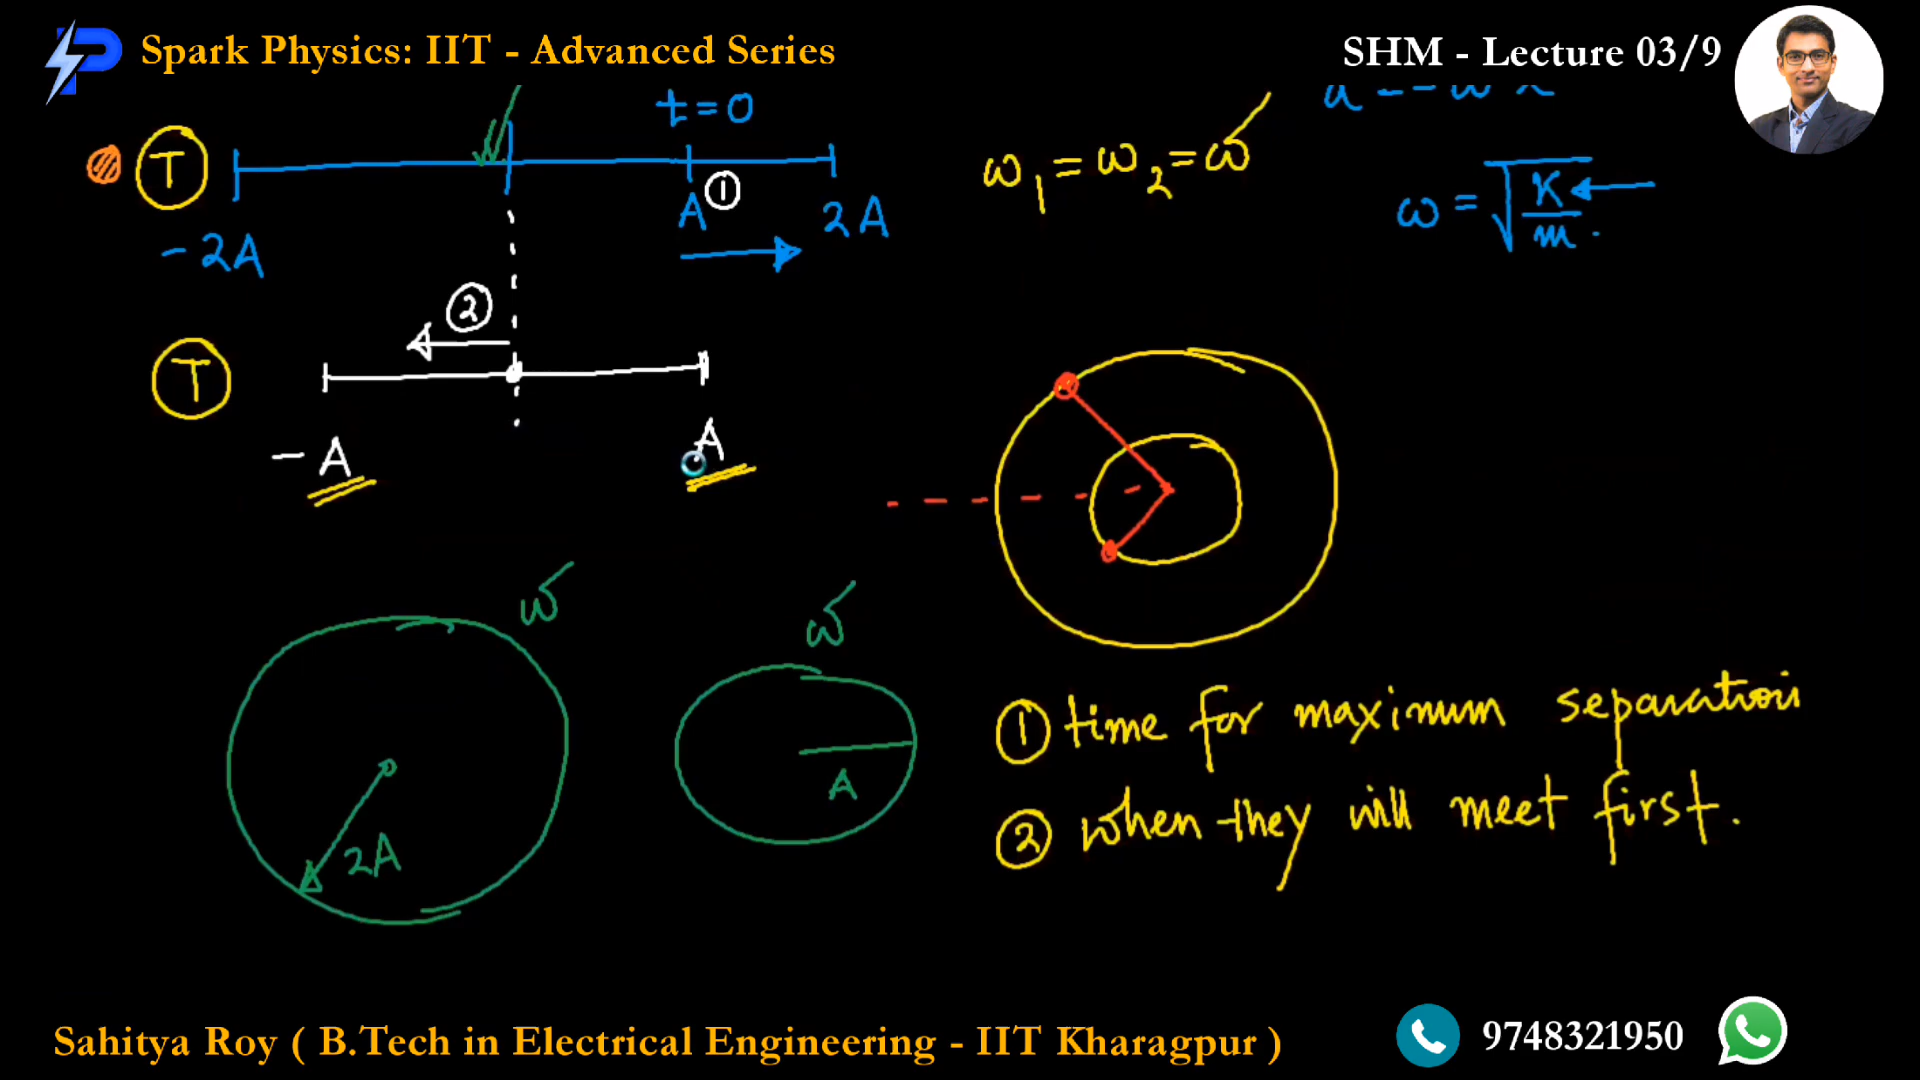 Spark Physics: IIT - Advanced Series
SHM - Lecture 03/9
t=0
T
A ①
-2A
2A
ω₁ = ω₂ = ω
ω = √(K/m)
②
T
-A
A
ω
ω
2A
A
① time for maximum separation
② when they will meet first.
Sahitya Roy ( B.Tech in Electrical Engineering - IIT Kharagpur )
9748321950